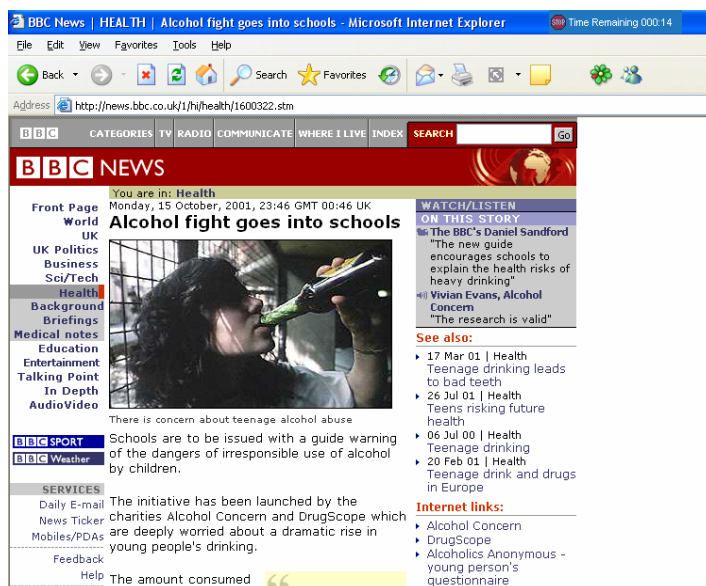 BBC News | HEALTH | Alcohol fight goes into schools - Microsoft Internet Explorer
STOP Time Remaining 000:14
File Edit View Favorites Tools Help
Back Search Favorites
Address http://news.bbc.co.uk/1/hi/health/1600322.stm
BBC CATEGORIES TV RADIO COMMUNICATE WHERE I LIVE INDEX SEARCH Go
BBC NEWS
You are in: Health
Front Page
World
UK
UK Politics
Business
Sci/Tech
Health
Background
Briefings
Medical notes
Education
Entertainment
Talking Point
In Depth
AudioVideo
BBC SPORT
BBC Weather
SERVICES
Daily E-mail
News Ticker
Mobiles/PDAs
Feedback
Help
Monday, 15 October, 2001, 23:46 GMT 00:46 UK
Alcohol fight goes into schools
There is concern about teenage alcohol abuse
Schools are to be issued with a guide warning
of the dangers of irresponsible use of alcohol
by children.
The initiative has been launched by the
charities Alcohol Concern and DrugScope which
are deeply worried about a dramatic rise in
young people's drinking.
The amount consumed
“
WATCH/LISTEN
ON THIS STORY
The BBC's Daniel Sandford
"The new guide
encourages schools to
explain the health risks of
heavy drinking"
Vivian Evans, Alcohol
Concern
"The research is valid"
See also:
17 Mar 01 | Health
Teenage drinking leads
to bad teeth
26 Jul 01 | Health
Teens risking future
health
06 Jul 00 | Health
Teenage drinking
20 Feb 01 | Health
Teenage drink and drugs
in Europe
Internet links:
Alcohol Concern
DrugScope
Alcoholics Anonymous -
young person's
questionnaire